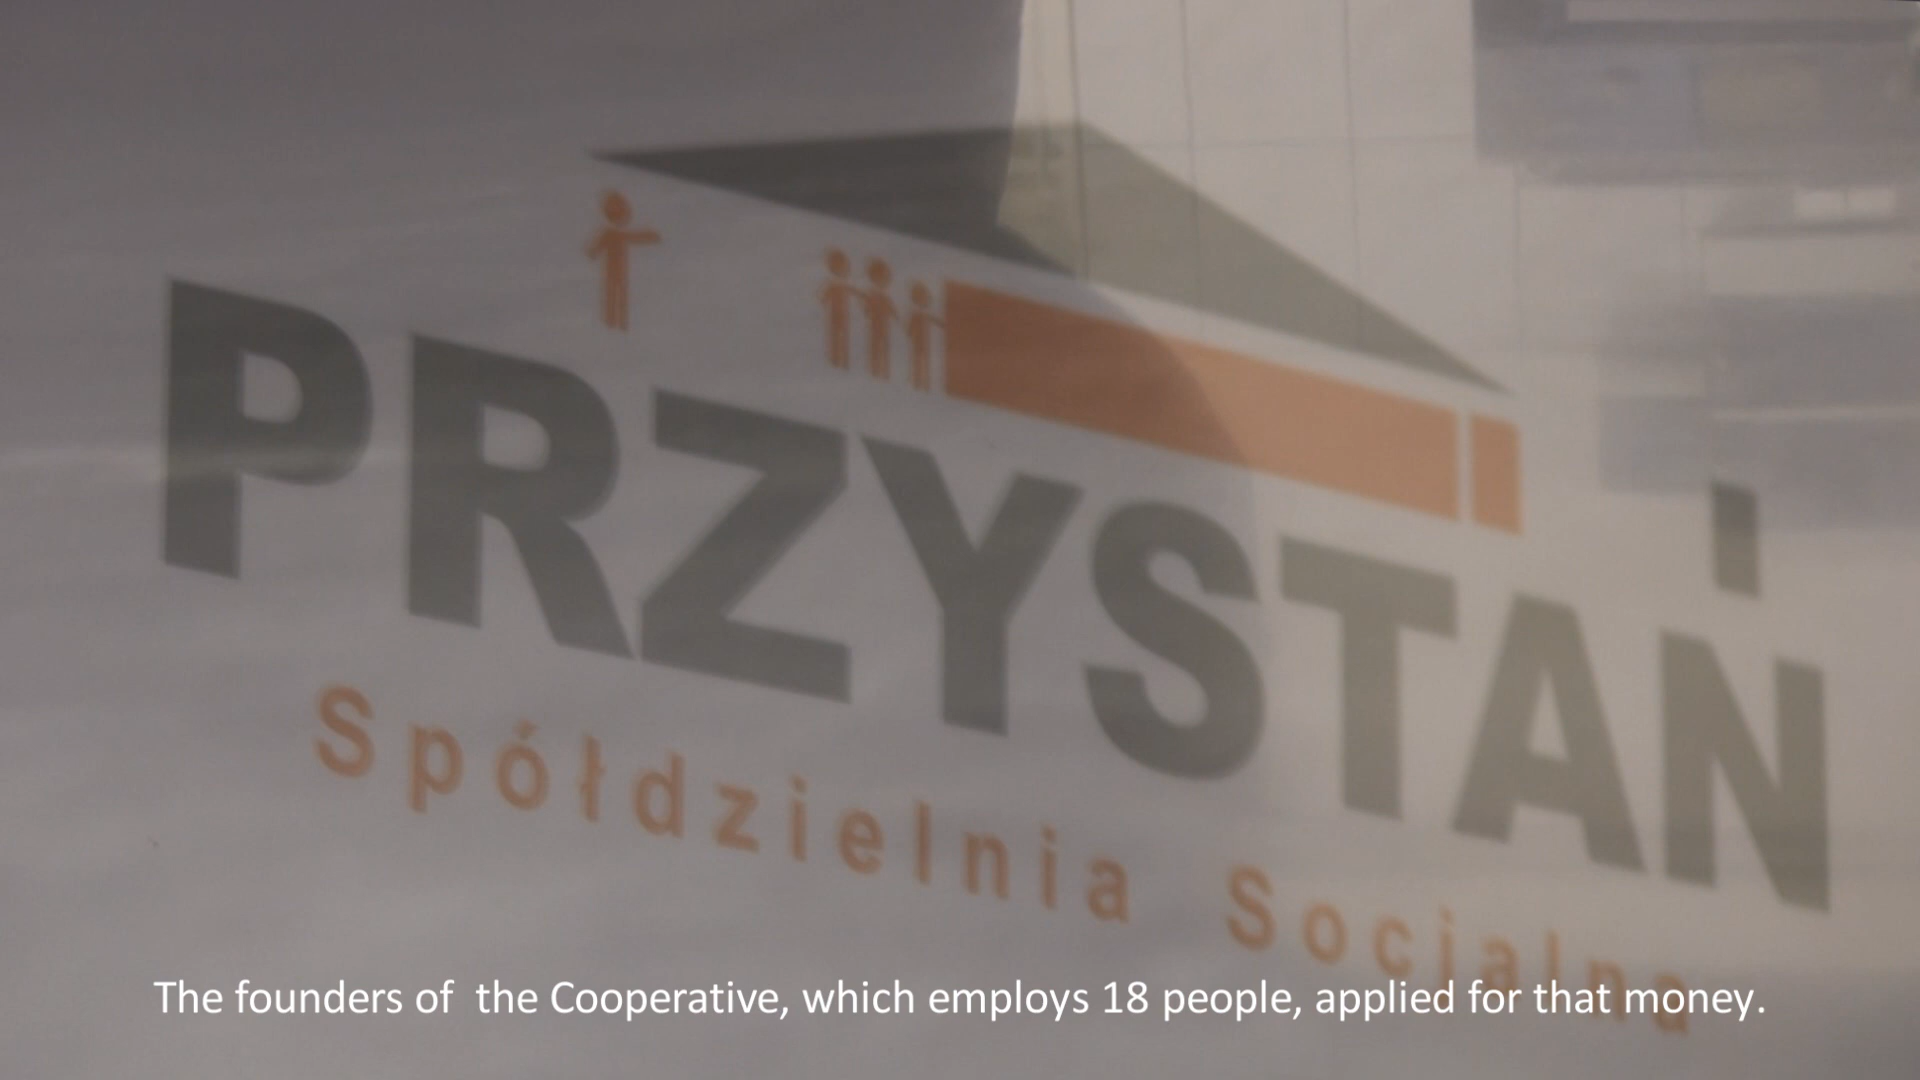 PRZYSTAŃ
Spółdzielnia Socjalna
The founders of  the Cooperative, which employs 18 people, applied for that money.